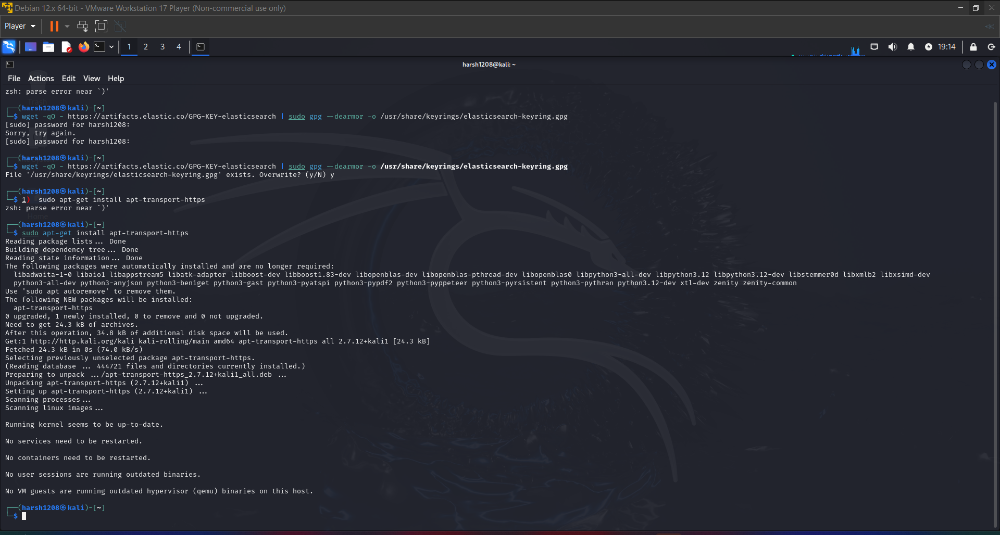 Debian 12.x 64-bit - VMware Workstation 17 Player (Non-commercial use only)
Player
1 2 3 4
19:14
harsh1208@kali: ~
File Actions Edit View Help
zsh: parse error near `)'
Trash
┌──(harsh1208㉿kali)-[~]
└─$ wget -qO - https://artifacts.elastic.co/GPG-KEY-elasticsearch | sudo gpg --dearmor -o /usr/share/keyrings/elasticsearch-keyring.gpg
[sudo] password for harsh1208:
Sorry, try again.
[sudo] password for harsh1208:
┌──(harsh1208㉿kali)-[~]
└─$ wget -qO - https://artifacts.elastic.co/GPG-KEY-elasticsearch | sudo gpg --dearmor -o /usr/share/keyrings/elasticsearch-keyring.gpg
File '/usr/share/keyrings/elasticsearch-keyring.gpg' exists. Overwrite? (y/N) y
┌──(harsh1208㉿kali)-[~]
└─$ 1)  sudo apt-get install apt-transport-https
zsh: parse error near `)'
Home
┌──(harsh1208㉿kali)-[~]
└─$ sudo apt-get install apt-transport-https
Reading package lists... Done
Building dependency tree... Done
Reading state information... Done
The following packages were automatically installed and are no longer required:
  libadwaita-1-0 libaio1 libappstream5 libatk-adaptor libboost-dev libboost1.83-dev libopenblas-dev libopenblas-pthread-dev libopenblas0 libpython3-all-dev libpython3.12 libpython3.12-dev libstemmer0d libxmlb2 libxsimd-dev
  python3-all-dev python3-anyjson python3-beniget python3-gast python3-pyatspi python3-pypdf2 python3-pyppeteer python3-pyrsistent python3-pythran python3.12-dev xtl-dev zenity zenity-common
Use 'sudo apt autoremove' to remove them.
The following NEW packages will be installed:
  apt-transport-https
0 upgraded, 1 newly installed, 0 to remove and 0 not upgraded.
Need to get 24.3 kB of archives.
After this operation, 34.8 kB of additional disk space will be used.
Get:1 http://http.kali.org/kali kali-rolling/main amd64 apt-transport-https all 2.7.12+kali1 [24.3 kB]
Fetched 24.3 kB in 0s (74.0 kB/s)
Selecting previously unselected package apt-transport-https.
(Reading database ... 444721 files and directories currently installed.)
Preparing to unpack .../apt-transport-https_2.7.12+kali1_all.deb ...
Unpacking apt-transport-https (2.7.12+kali1) ...
Setting up apt-transport-https (2.7.12+kali1) ...
Scanning processes...
Scanning linux images...
Running kernel seems to be up-to-date.
No services need to be restarted.
No containers need to be restarted.
No user sessions are running outdated binaries.
No VM guests are running outdated hypervisor (qemu) binaries on this host.
┌──(harsh1208㉿kali)-[~]
└─$